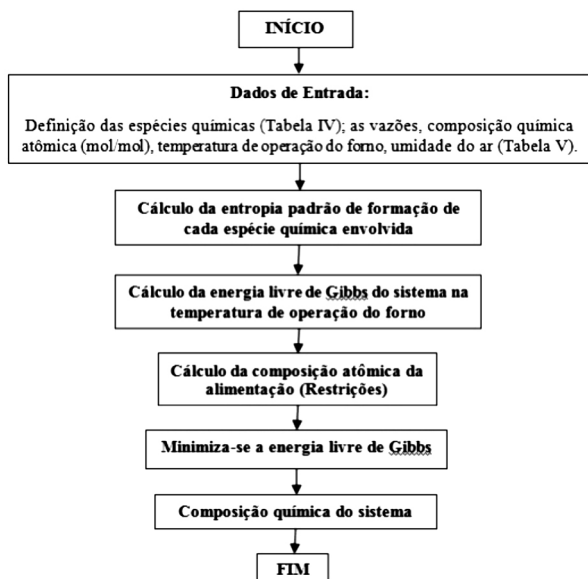 INÍCIO
Dados de Entrada:
Definição das espécies químicas (Tabela IV); as vazões, composição química
atômica (mol/mol), temperatura de operação do forno, umidade do ar (Tabela V).
Cálculo da entropia padrão de formação de
cada espécie química envolvida
Cálculo da energia livre de Gibbs do sistema na
temperatura de operação do forno
Cálculo da composição atômica da
alimentação (Restrições)
Minimiza-se a energia livre de Gibbs
Composição química do sistema
FIM